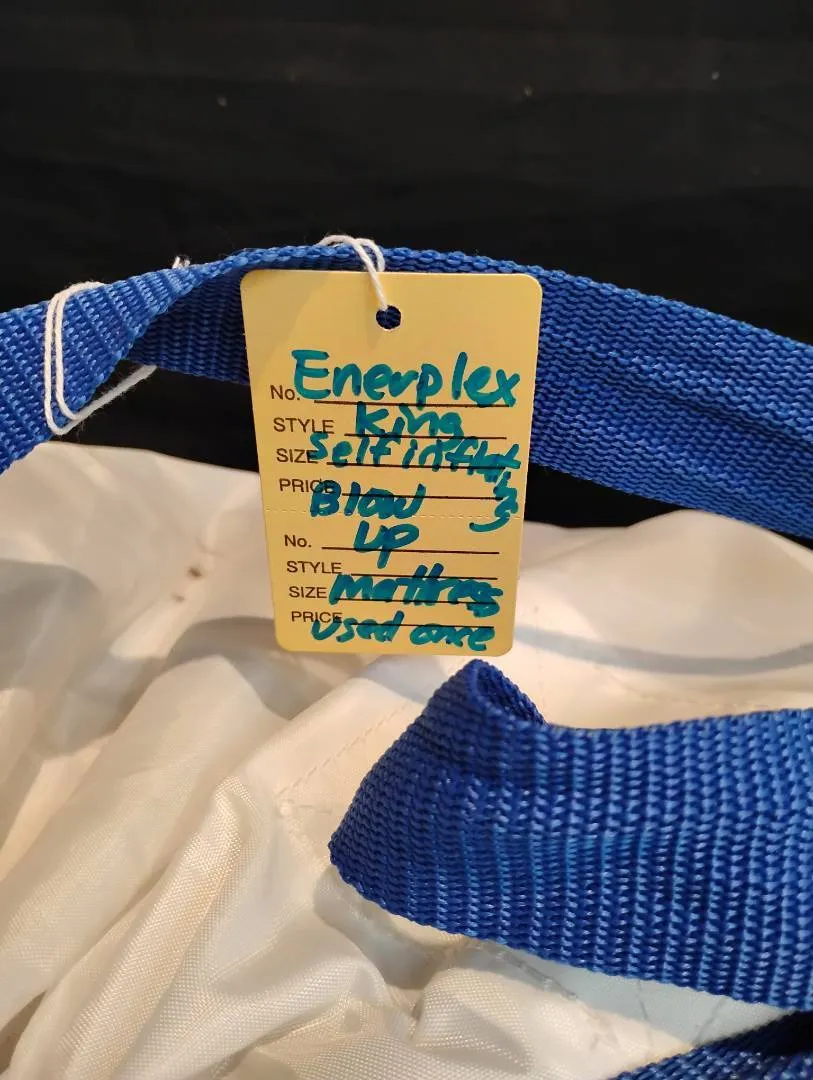 No. Enerplex
STYLE King
SIZE Self inflating
PRICE Blow
No. UP
STYLE
SIZE Mattress
PRICE Used once